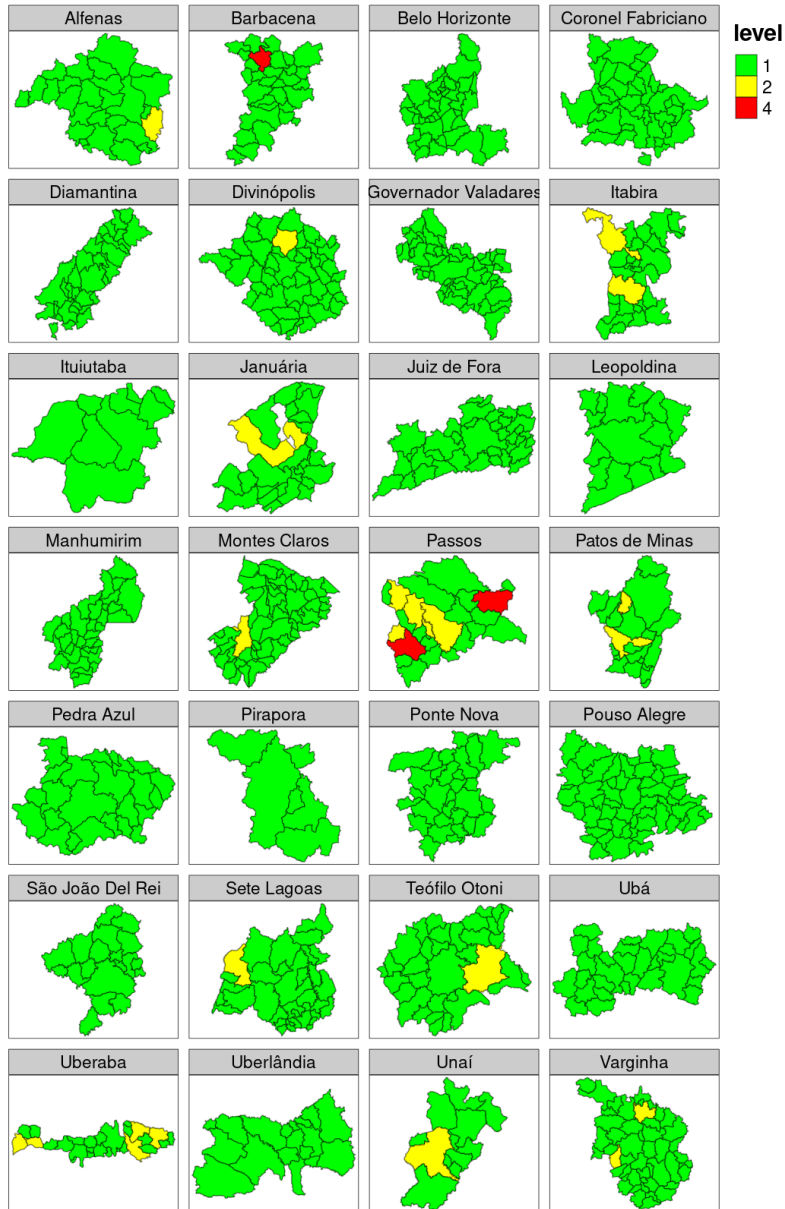 Alfenas
Barbacena
Belo Horizonte
Coronel Fabriciano
level
1
2
4
Diamantina
Divinópolis
Governador Valadares
Itabira
Ituiutaba
Januária
Juiz de Fora
Leopoldina
Manhumirim
Montes Claros
Passos
Patos de Minas
Pedra Azul
Pirapora
Ponte Nova
Pouso Alegre
São João Del Rei
Sete Lagoas
Teófilo Otoni
Ubá
Uberaba
Uberlândia
Unaí
Varginha